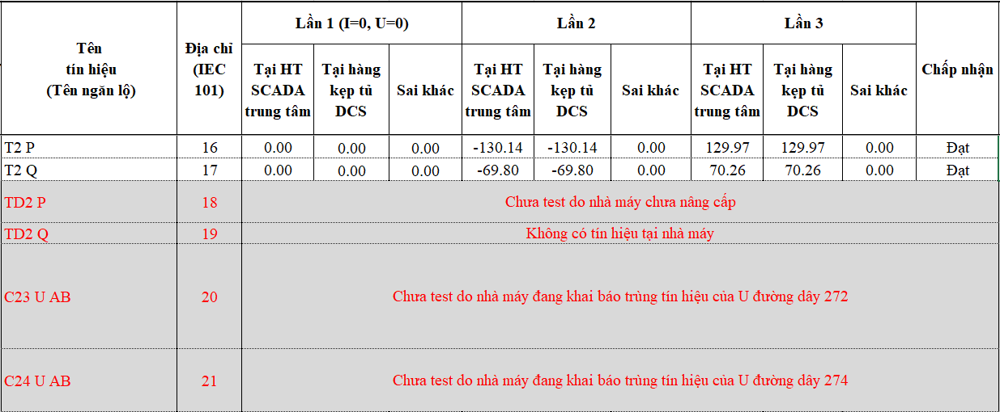 Tên
tín hiệu
(Tên ngăn lộ)
Địa chỉ
(IEC
101)
Lần 1 (I=0, U=0)
Lần 2
Lần 3
Chấp nhận
Tại HT
SCADA
trung tâm
Tại hàng
kẹp tủ
DCS
Sai khác
Tại HT
SCADA
trung tâm
Tại hàng
kẹp tủ
DCS
Sai khác
Tại HT
SCADA
trung tâm
Tại hàng
kẹp tủ
DCS
Sai khác
T2 P 16 0.00 0.00 0.00 -130.14 -130.14 0.00 129.97 129.97 0.00 Đạt
T2 Q 17 0.00 0.00 0.00 -69.80 -69.80 0.00 70.26 70.26 0.00 Đạt
TD2 P 18 Chưa test do nhà máy chưa nâng cấp
TD2 Q 19 Không có tín hiệu tại nhà máy
C23 U AB 20 Chưa test do nhà máy đang khai báo trùng tín hiệu của U đường dây 272
C24 U AB 21 Chưa test do nhà máy đang khai báo trùng tín hiệu của U đường dây 274